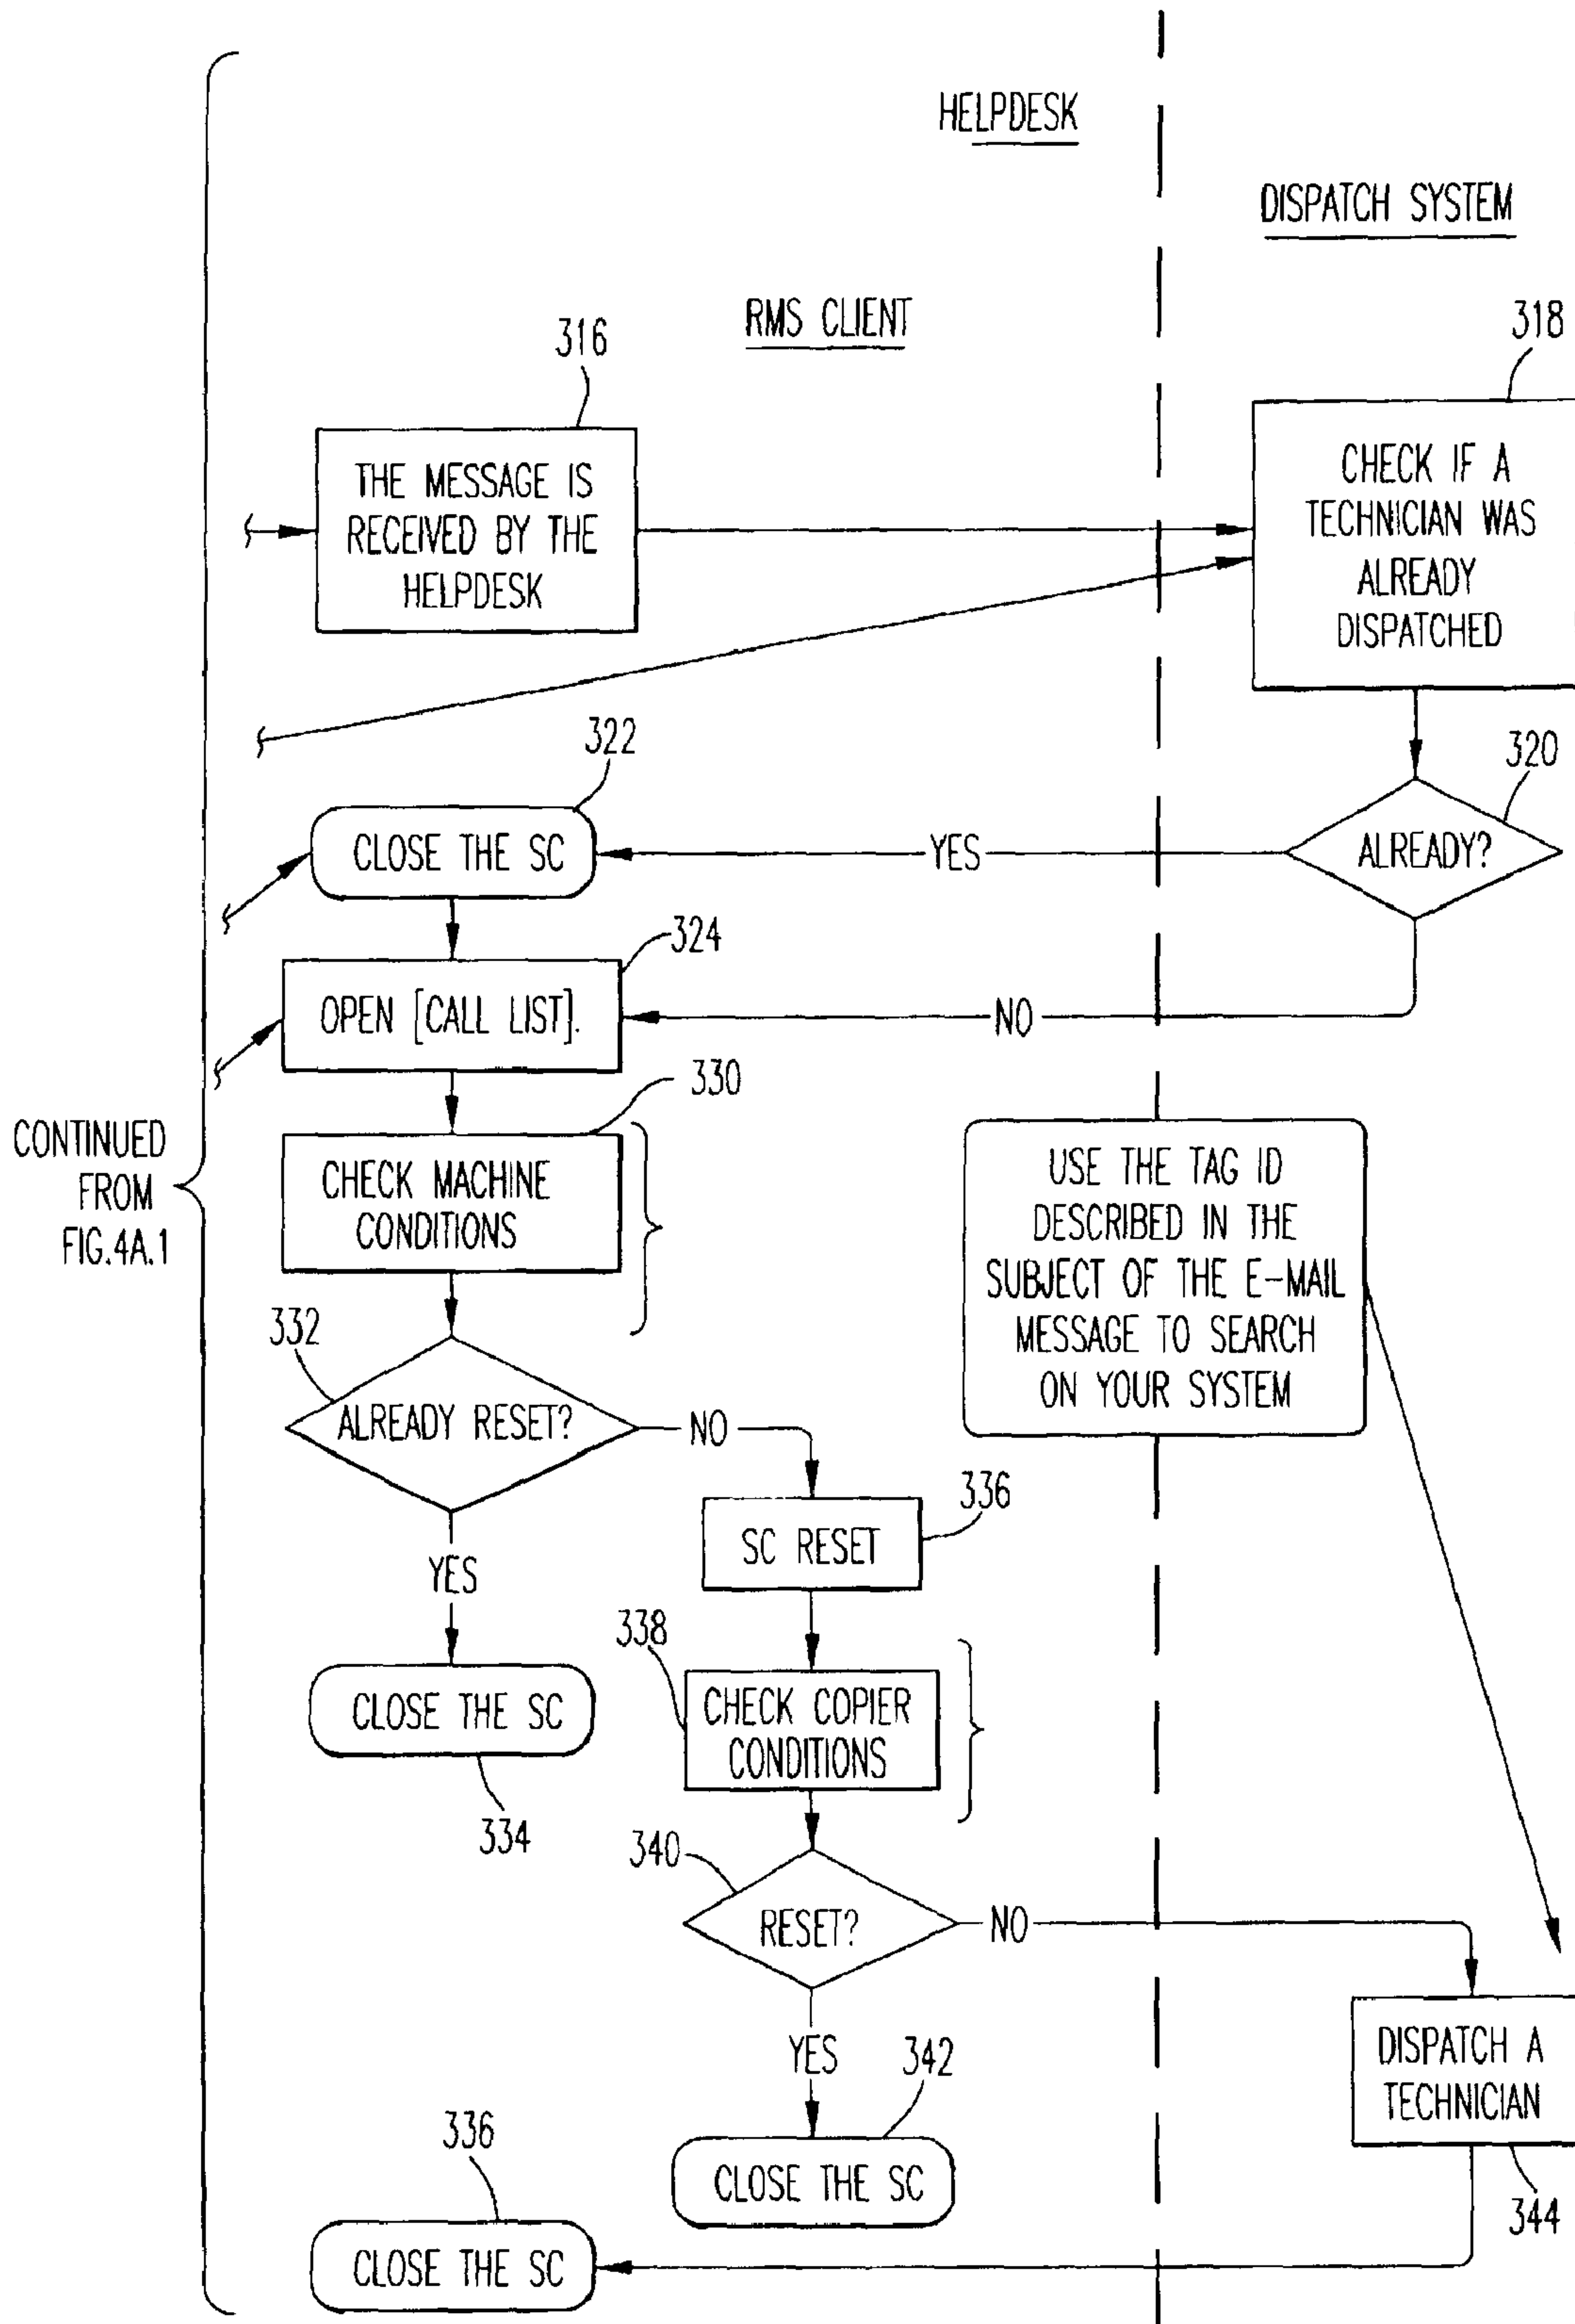 HELPDESK
DISPATCH SYSTEM
RMS CLIENT
316
318
THE MESSAGE IS
RECEIVED BY THE
HELPDESK
CHECK IF A
TECHNICIAN WAS
ALREADY
DISPATCHED
322
320
CLOSE THE SC
YES
ALREADY?
324
OPEN [CALL LIST].
NO
330
CONTINUED
FROM
FIG.4A.1
CHECK MACHINE
CONDITIONS
USE THE TAG ID
DESCRIBED IN THE
SUBJECT OF THE E-MAIL
MESSAGE TO SEARCH
ON YOUR SYSTEM
332
ALREADY RESET?
NO
336
SC RESET
YES
338
CHECK COPIER
CONDITIONS
CLOSE THE SC
334
340
RESET?
NO
YES
342
DISPATCH A
TECHNICIAN
336
CLOSE THE SC
344
CLOSE THE SC